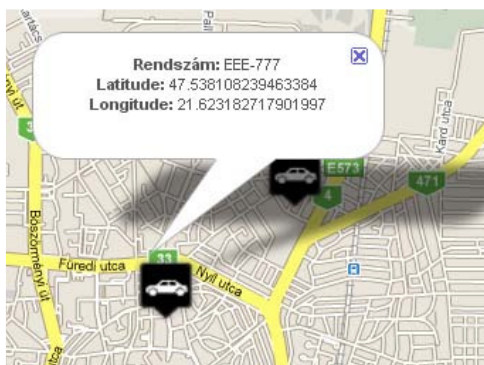 Rendszám: EEE-777
Latitude: 47.538108239463384
Longitude: 21.623182717901997
Kard utca
E573
471
4
Böszörményi út
33
Füredi utca
Nyíl utca